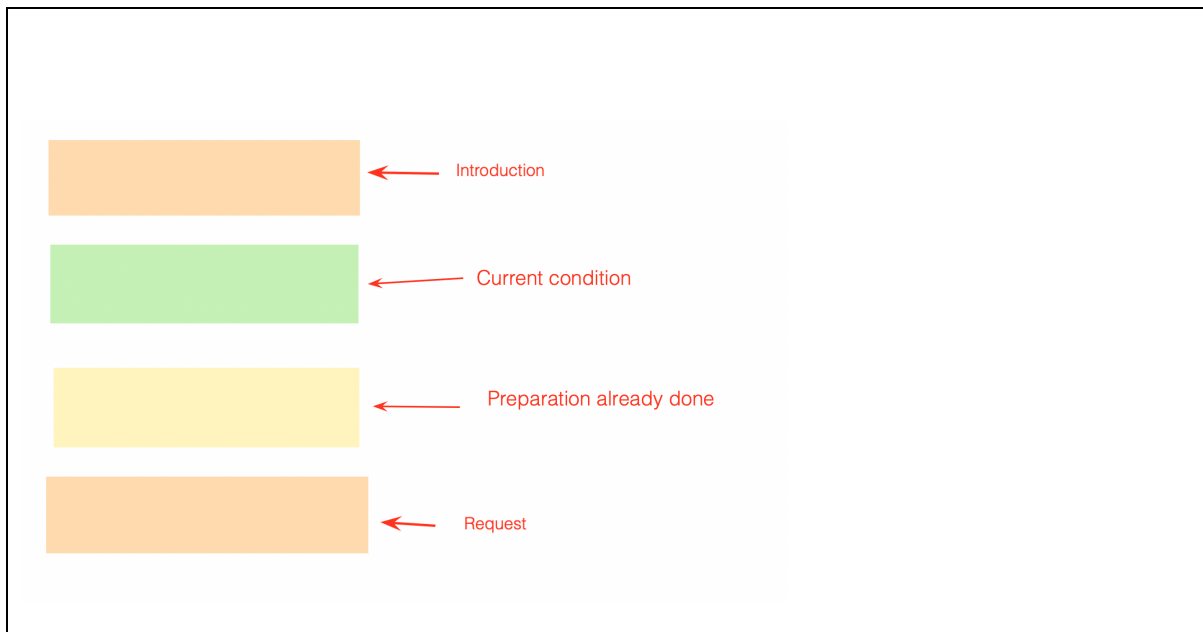 Introduction
Current condition
Preparation already done
Request